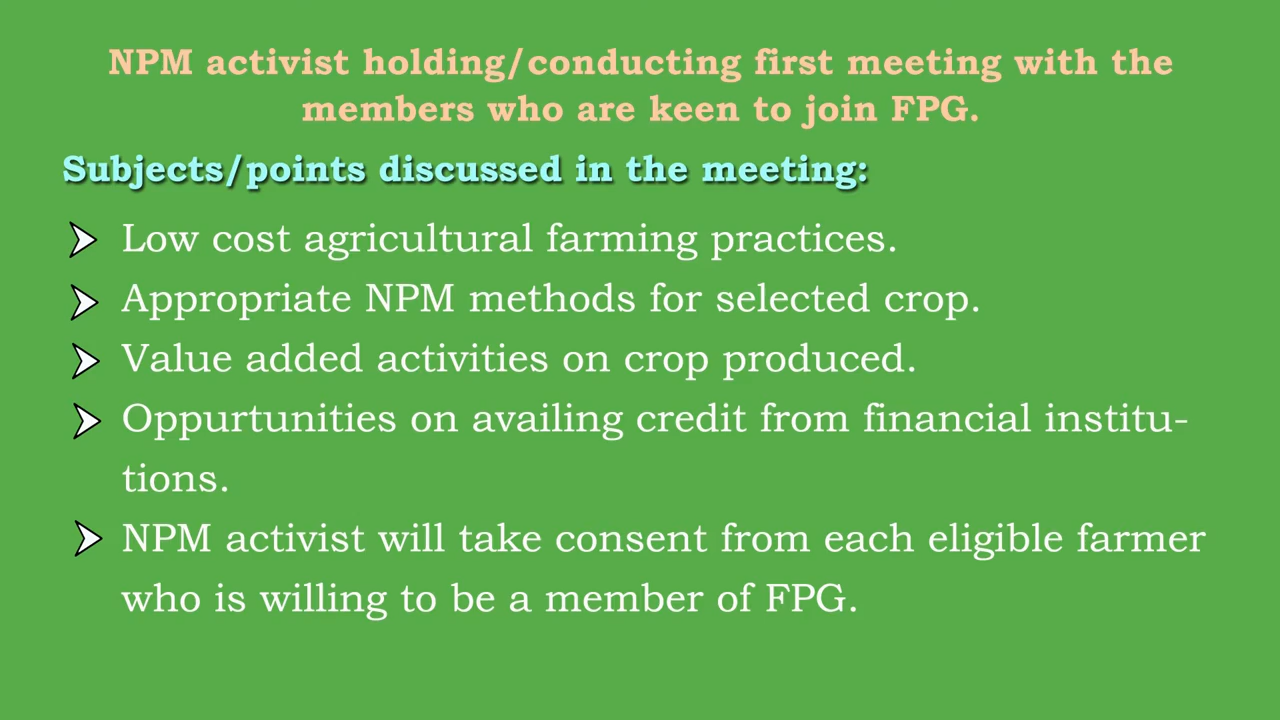 NPM activist holding/conducting first meeting with the
members who are keen to join FPG.
Subjects/points discussed in the meeting:
Low cost agricultural farming practices.
Appropriate NPM methods for selected crop.
Value added activities on crop produced.
Oppurtunities on availing credit from financial institu-
tions.
NPM activist will take consent from each eligible farmer
who is willing to be a member of FPG.